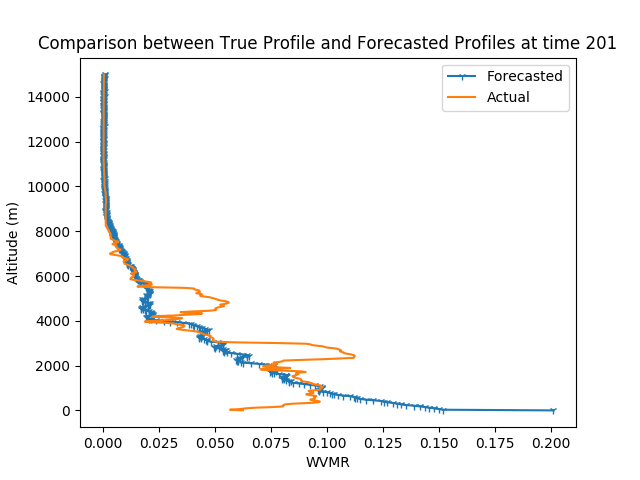 Comparison between True Profile and Forecasted Profiles at time 201
Forecasted
Actual
14000
12000
10000
8000
6000
4000
2000
0
Altitude (m)
0.000 0.025 0.050 0.075 0.100 0.125 0.150 0.175 0.200
WVMR